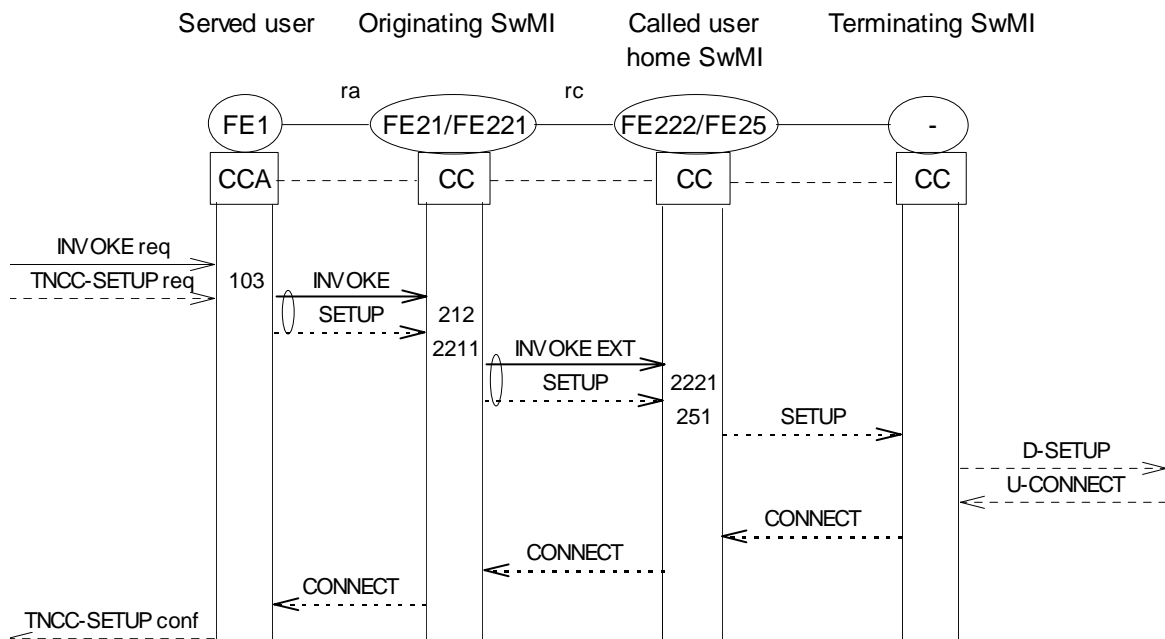 Served user
Originating SwMI
Called user
home SwMI
Terminating SwMI
ra
rc
FE1
FE21/FE221
FE222/FE25
-
CCA
CC
CC
CC
INVOKE req
TNCC-SETUP req
103
INVOKE
SETUP
212
2211
INVOKE EXT
SETUP
2221
251
SETUP
D-SETUP
U-CONNECT
CONNECT
CONNECT
CONNECT
TNCC-SETUP conf